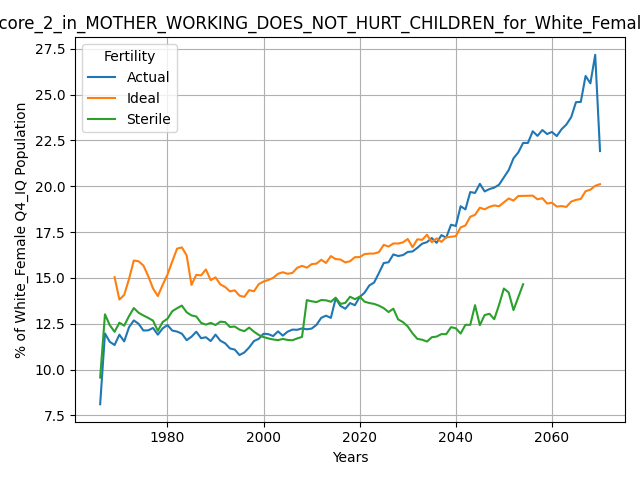 core_2_in_MOTHER_WORKING_DOES_NOT_HURT_CHILDREN_for_White_Femal
27.5
25.0
22.5
20.0
17.5
15.0
12.5
10.0
7.5
% of White_Female Q4_IQ Population
Fertility
Actual
Ideal
Sterile
1980
2000
2020
2040
2060
Years